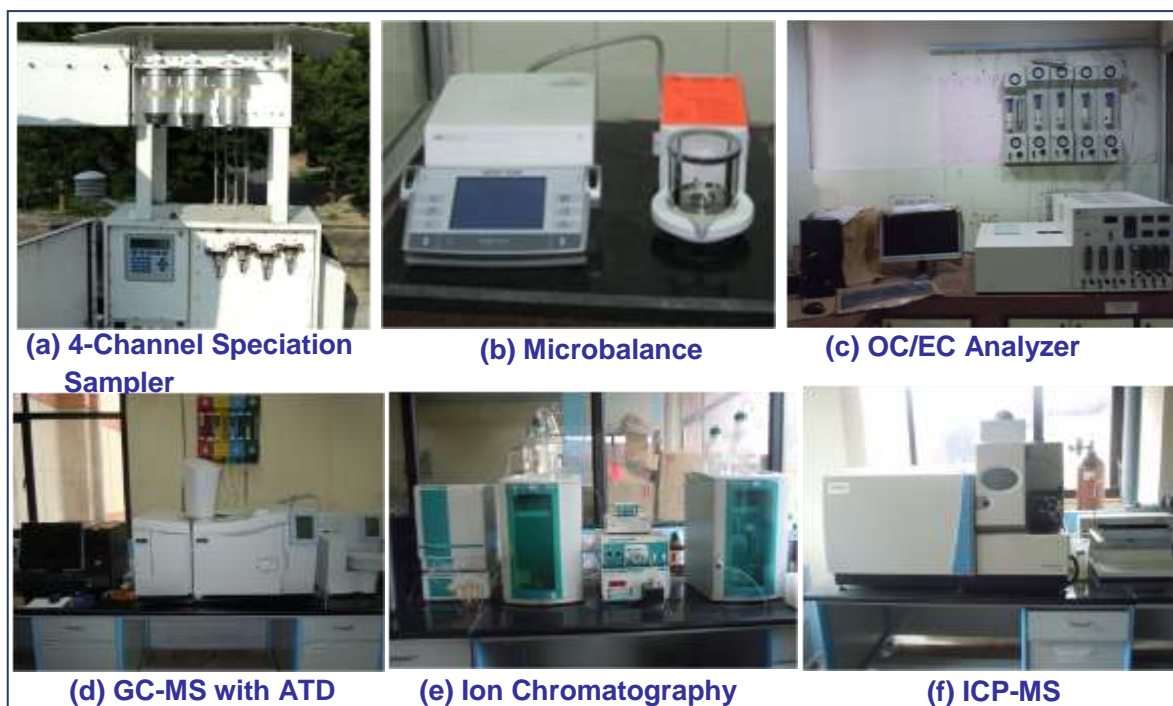 (a) 4-Channel Speciation
Sampler
(b) Microbalance
(c) OC/EC Analyzer
(d) GC-MS with ATD
(e) Ion Chromatography
(f) ICP-MS